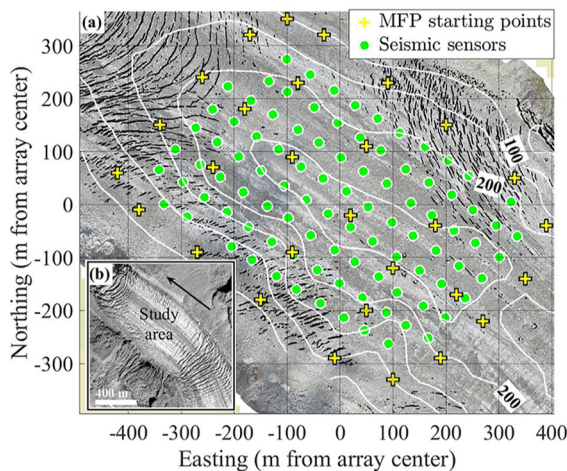 (a)
MFP starting points
Seismic sensors
300
200
100
0
-100
-200
-300
Northing (m from array center)
100
200
200
(b)
Study
area
400 m
-400 -300 -200 -100 0 100 200 300 400
Easting (m from array center)